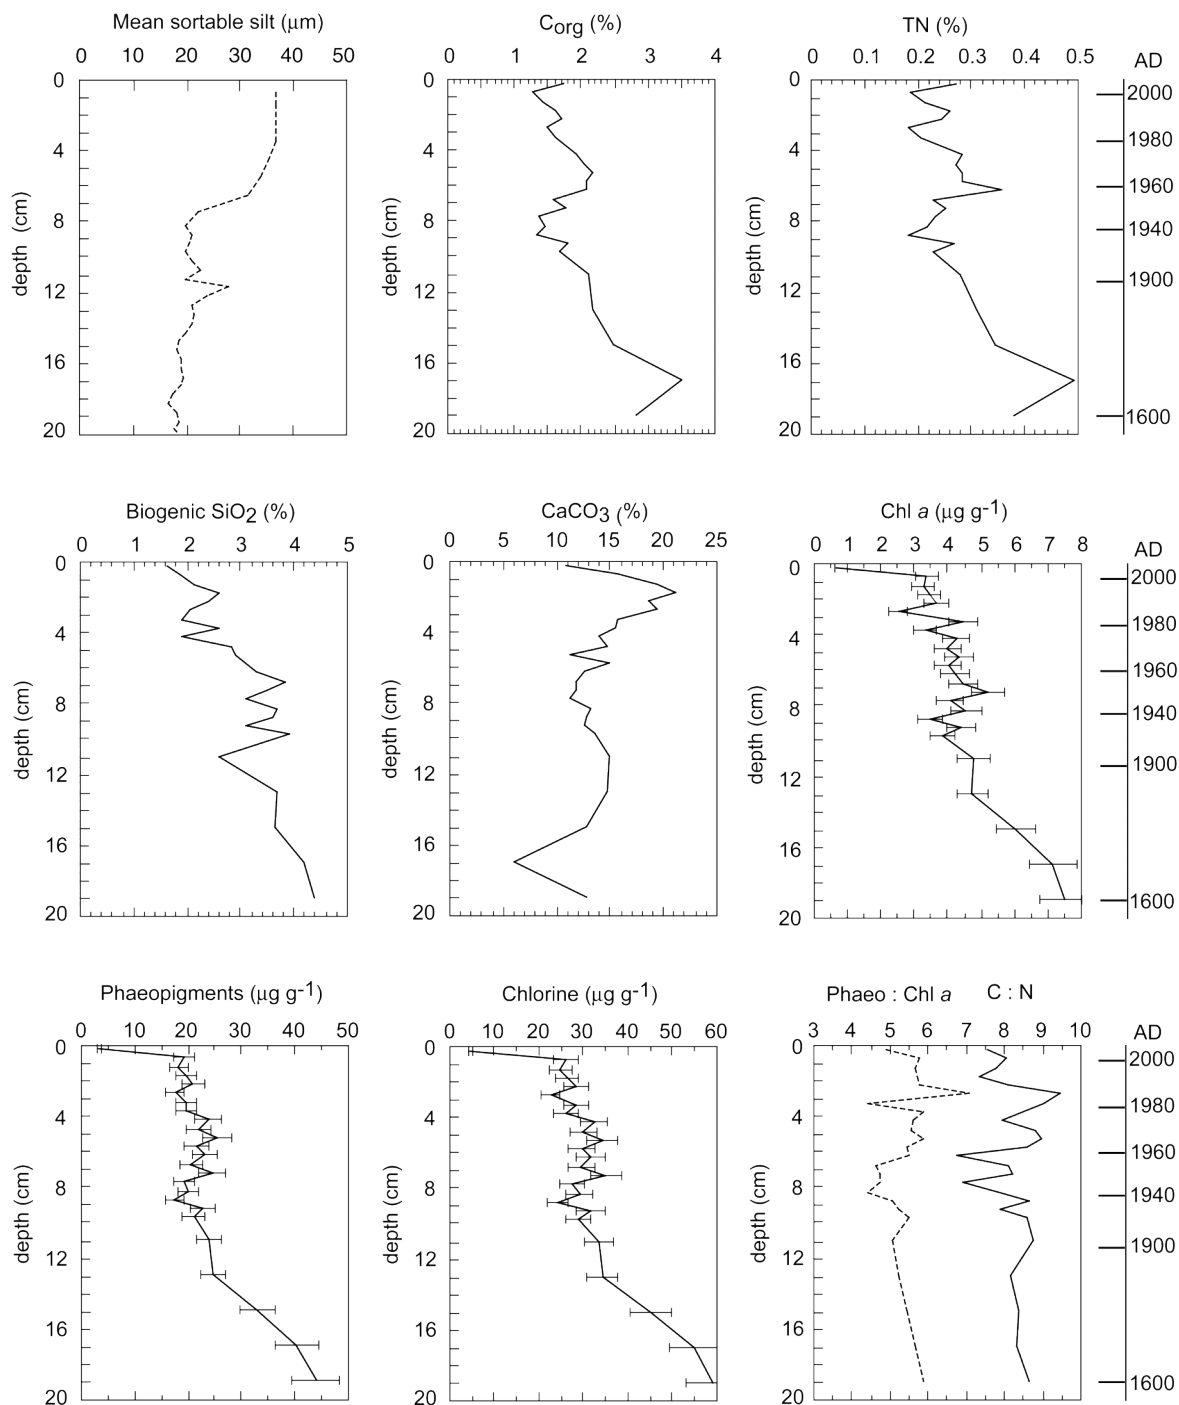 Mean sortable silt (μm)
0 10 20 30 40 50
0
4
8
12
16
20
depth (cm)
Corg (%)
0 1 2 3 4
0
4
8
12
16
20
depth (cm)
TN (%)
0 0.1 0.2 0.3 0.4 0.5
0
4
8
12
16
20
depth (cm)
AD
2000
1980
1960
1940
1900
1600
Biogenic SiO2 (%)
0 1 2 3 4 5
0
4
8
12
16
20
depth (cm)
CaCO3 (%)
0 5 10 15 20 25
0
4
8
12
16
20
depth (cm)
Chl a (μg g-1)
0 1 2 3 4 5 6 7 8
0
4
8
12
16
20
depth (cm)
AD
2000
1980
1960
1940
1900
1600
Phaeopigments (μg g-1)
0 10 20 30 40 50
0
4
8
12
16
20
depth (cm)
Chlorine (μg g-1)
0 10 20 30 40 50 60
0
4
8
12
16
20
depth (cm)
Phaeo : Chl a C : N
3 4 5 6 7 8 9 10
0
4
8
12
16
20
depth (cm)
AD
2000
1980
1960
1940
1900
1600